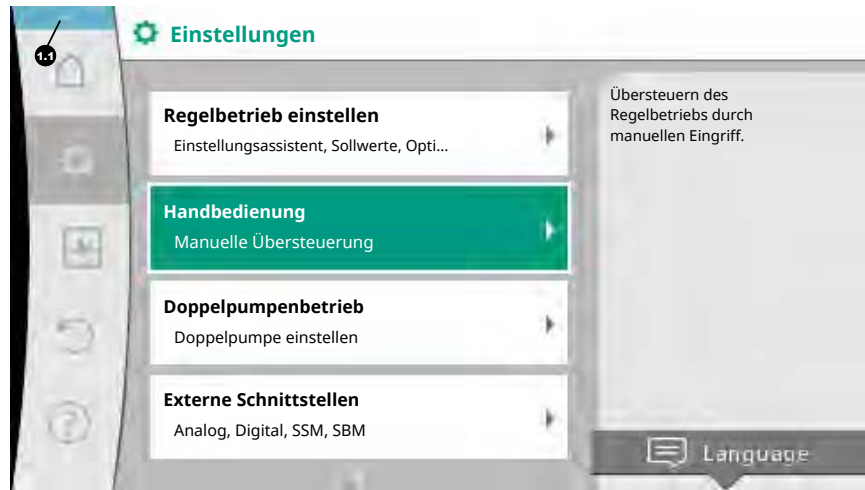 1.1
Einstellungen
Regelbetrieb einstellen
Einstellungsassistent, Sollwerte, Opti...
Handbedienung
Manuelle Übersteuerung
Doppelpumpenbetrieb
Doppelpumpe einstellen
Externe Schnittstellen
Analog, Digital, SSM, SBM
Übersteuern des
Regelbetriebs durch
manuellen Eingriff.
Language